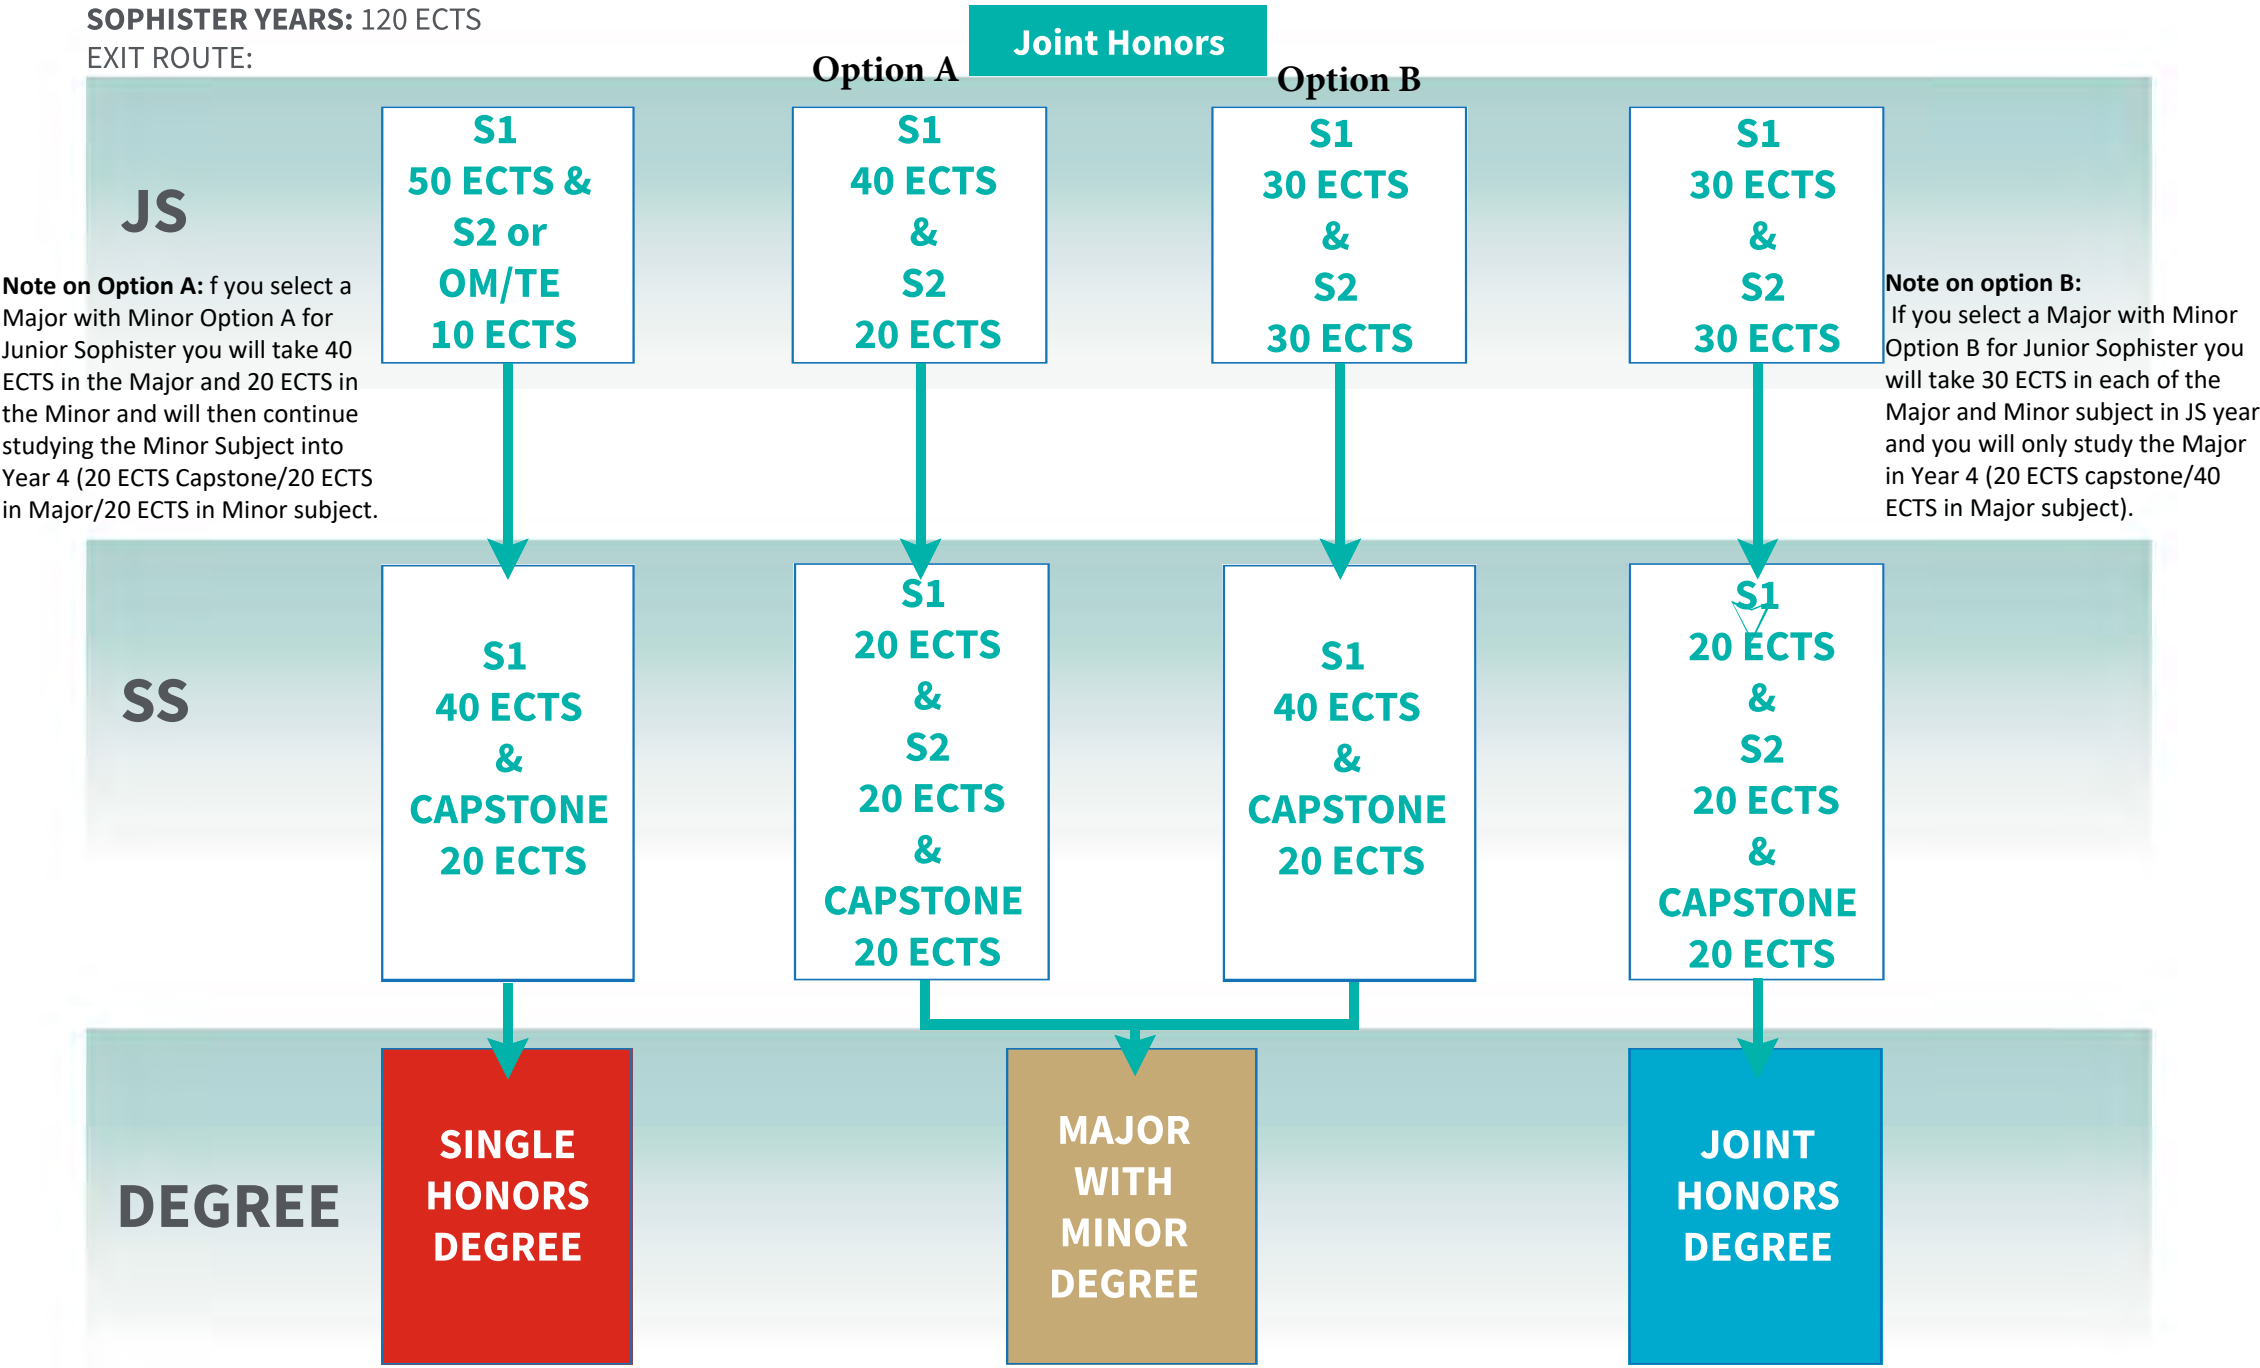 SOPHISTER YEARS: 120 ECTS
EXIT ROUTE:
Joint Honors
Option A
Option B
JS
S1
50 ECTS &
S2 or
OM/TE
10 ECTS
S1
40 ECTS
&
S2
20 ECTS
S1
30 ECTS
&
S2
30 ECTS
S1
30 ECTS
&
S2
30 ECTS
Note on Option A: f you select a
Major with Minor Option A for
Junior Sophister you will take 40
ECTS in the Major and 20 ECTS in
the Minor and will then continue
studying the Minor Subject into
Year 4 (20 ECTS Capstone/20 ECTS
in Major/20 ECTS in Minor subject.
Note on option B:
If you select a Major with Minor
Option B for Junior Sophister you
will take 30 ECTS in each of the
Major and Minor subject in JS year
and you will only study the Major
in Year 4 (20 ECTS capstone/40
ECTS in Major subject).
SS
S1
40 ECTS
&
CAPSTONE
20 ECTS
S1
20 ECTS
&
S2
20 ECTS
&
CAPSTONE
20 ECTS
S1
40 ECTS
&
CAPSTONE
20 ECTS
S1
20 ECTS
&
S2
20 ECTS
&
CAPSTONE
20 ECTS
DEGREE
SINGLE
HONORS
DEGREE
MAJOR
WITH
MINOR
DEGREE
JOINT
HONORS
DEGREE